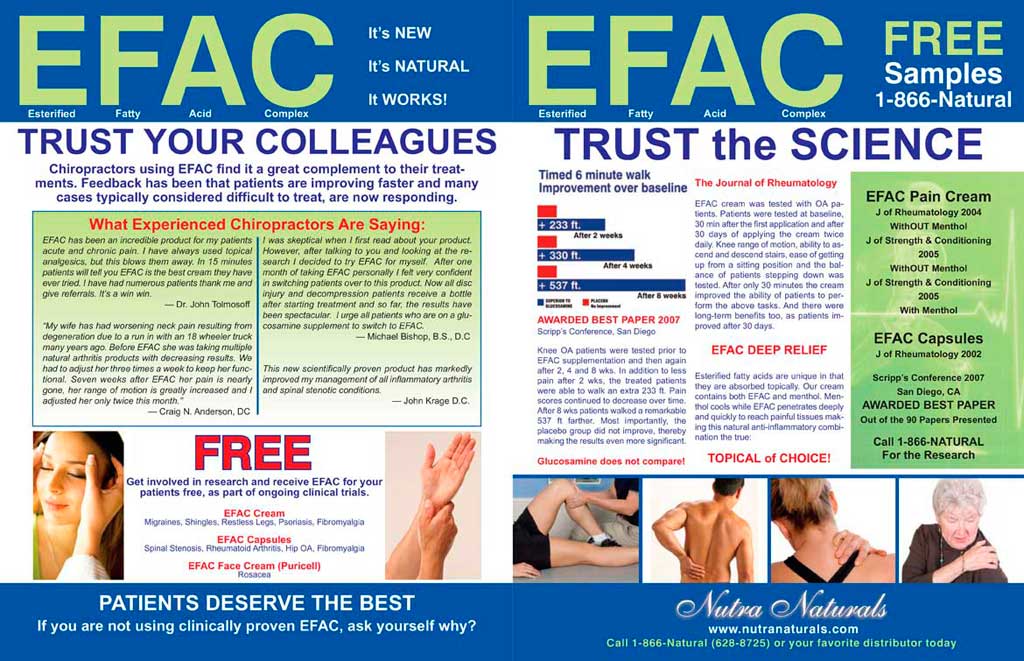 EFAC
Esterified Fatty Acid Complex
It's NEW
It's NATURAL
It WORKS!
TRUST YOUR COLLEAGUES
Chiropractors using EFAC find it a great complement to their treat-
ments. Feedback has been that patients are improving faster and many
cases typically considered difficult to treat, are now responding.
What Experienced Chiropractors Are Saying:
EFAC has been an incredible product for my patients
acute and chronic pain. I have always used topical
analgesics, but this blows them away. In 15 minutes
patients will tell you EFAC is the best cream they have
ever tried. I have had numerous patients thank me and
give referrals. It's a win win.
— Dr. John Tolmosoff
"My wife has had worsening neck pain resulting from
degeneration due to a run in with an 18 wheeler truck
many years ago. Before EFAC she was taking multiple
natural arthritis products with decreasing results. We
had to adjust her three times a week to keep her func-
tional. Seven weeks after EFAC her pain is nearly
gone, her range of motion is greatly increased and I
adjusted her only twice this month."
— Craig N. Anderson, DC
I was skeptical when I first read about your product.
However, after talking to you and looking at the re-
search I decided to try EFAC for myself. After one
month of taking EFAC personally I felt very confident
in switching patients over to this product. Now all disc
injury and decompression patients receive a bottle
after starting treatment and so far, the results have
been spectacular. I urge all patients who are on a glu-
cosamine supplement to switch to EFAC.
— Michael Bishop, B.S., D.C
This new scientifically proven product has markedly
improved my management of all inflammatory arthritis
and spinal stenotic conditions.
— John Krage D.C.
FREE
Get involved in research and receive EFAC for your
patients free, as part of ongoing clinical trials.
EFAC Cream
Migraines, Shingles, Restless Legs, Psoriasis, Fibromyalgia
EFAC Capsules
Spinal Stenosis, Rheumatoid Arthritis, Hip OA, Fibromyalgia
EFAC Face Cream (Puricell)
Rosacea
PATIENTS DESERVE THE BEST
If you are not using clinically proven EFAC, ask yourself why?
EFAC
Esterified Fatty Acid Complex
FREE
Samples
1-866-Natural
TRUST the SCIENCE
Timed 6 minute walk
Improvement over baseline
+ 233 ft.
After 2 weeks
+ 330 ft.
After 4 weeks
+ 537 ft.
After 8 weeks
SUPERIOR TO
GLUCOSAMINE
PLACEBO
No Improvement
AWARDED BEST PAPER 2007
Scripp's Conference, San Diego
Knee OA patients were tested prior to
EFAC supplementation and then again
after 2, 4 and 8 wks. In addition to less
pain after 2 wks, the treated patients
were able to walk an extra 233 ft. Pain
scores continued to decrease over time.
After 8 wks patients walked a remarkable
537 ft farther. Most importantly, the
placebo group did not improve, thereby
making the results even more significant.
Glucosamine does not compare!
The Journal of Rheumatology
EFAC cream was tested with OA pa-
tients. Patients were tested at baseline,
30 min after the first application and after
30 days of applying the cream twice
daily. Knee range of motion, ability to as-
cend and descend stairs, ease of getting
up from a sitting position and the bal-
ance of patients stepping down was
tested. After only 30 minutes the cream
improved the ability of patients to per-
form the above tasks. And there were
long-term benefits too, as patients im-
proved after 30 days.
EFAC DEEP RELIEF
Esterified fatty acids are unique in that
they are absorbed topically. Our cream
contains both EFAC and menthol. Men-
thol cools while EFAC penetrates deeply
and quickly to reach painful tissues mak-
ing this natural anti-inflammatory combi-
nation the true:
TOPICAL of CHOICE!
EFAC Pain Cream
J of Rheumatology 2004
WithOUT Menthol
J of Strength & Conditioning
2005
WithOUT Menthol
J of Strength & Conditioning
2005
With Menthol
EFAC Capsules
J of Rheumatology 2002
Scripp's Conference 2007
San Diego, CA
AWARDED BEST PAPER
Out of the 90 Papers Presented
Call 1-866-NATURAL
For the Research
Nutra Naturals
www.nutranaturals.com
Call 1-866-Natural (628-8725) or your favorite distributor today